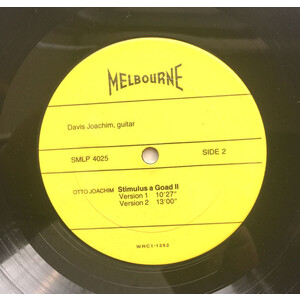 MELBOURNE
Davis Joachim, guitar
SMLP 4025 SIDE 2
OTTO JOACHIM Stimulus a Goad II
Version 1 10'27"
Version 2 13'00"
WRC1-1252